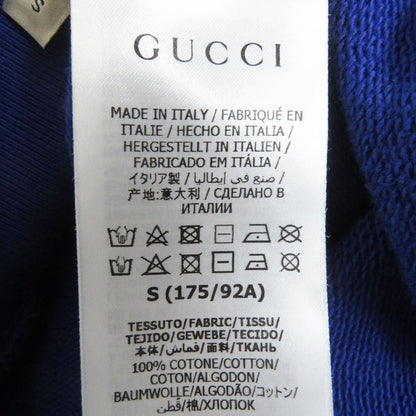 S
GUCCI
MADE IN ITALY / FABRIQUÉ EN
ITALIE / HECHO EN ITALIA /
HERGESTELLT IN ITALIEN /
FABRICADO EM ITÁLIA /
イタリア製 / صنع في إيطاليا /
产地:意大利 / СДЕЛАНО В
ИТАЛИИ
S (175/92A)
TESSUTO/FABRIC/TISSU/
TEJIDO/GEWEBE/TECIDO/
本体/قماش/面料/ТКАНЬ
100% COTONE/COTTON/
COTON/ALGODON/
BAUMWOLLE/ALGODÃO/コットン/
قطن/棉/ХЛОПОК